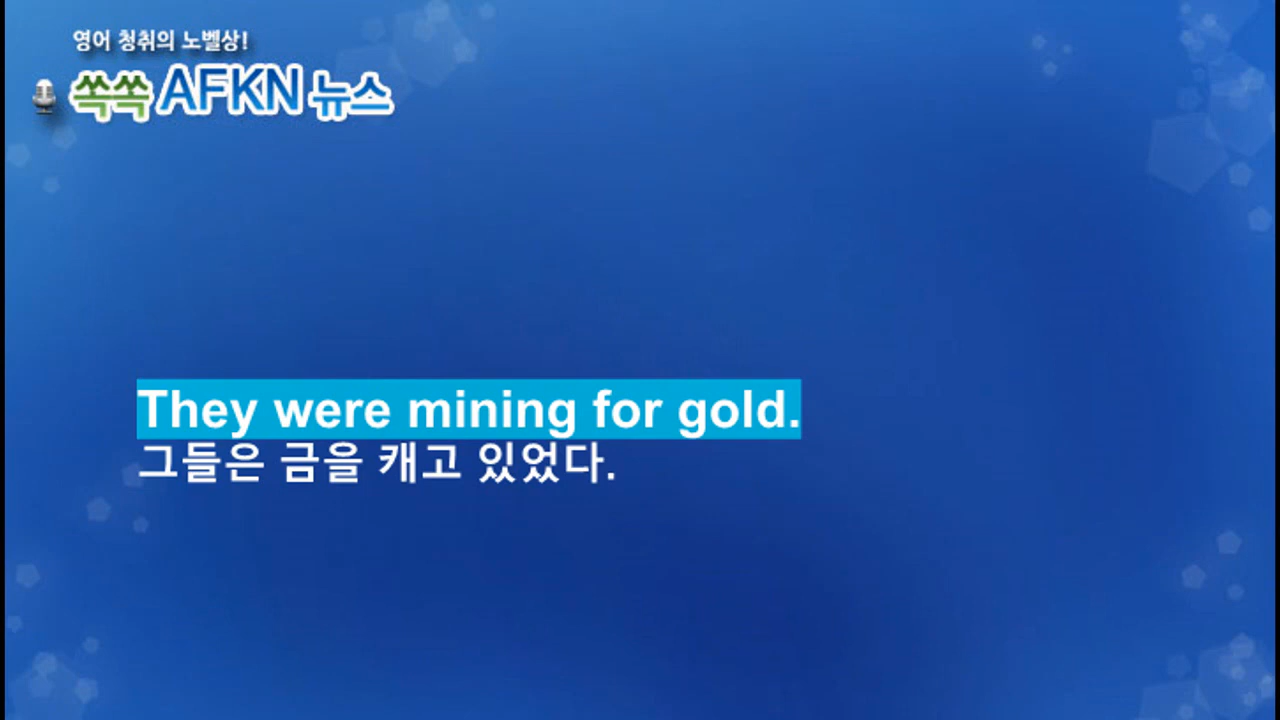 영어 청취의 노벨상!
쏙쏙 AFKN 뉴스
They were mining for gold.
그들은 금을 캐고 있었다.